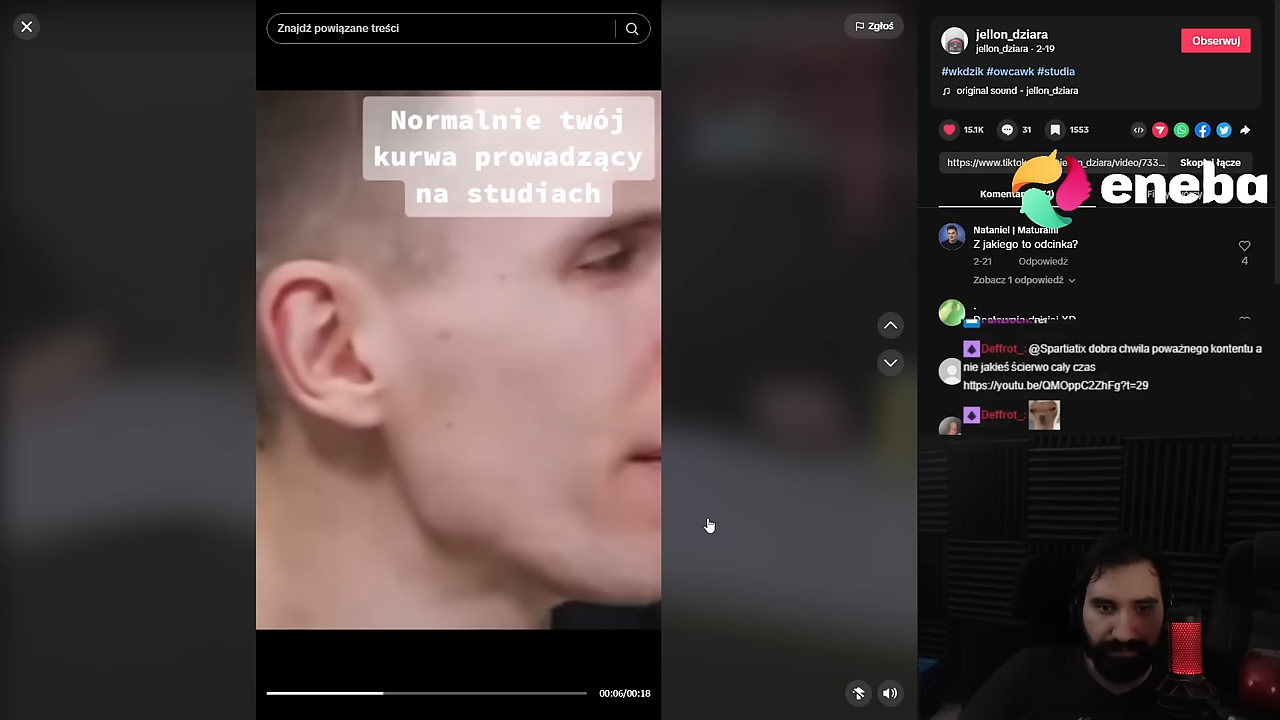 Znajdź powiązane treści
Zgłoś
Normalnie twój
kurwa prowadzący
na studiach
00:06/00:18
jellon_dziara
jellon_dziara · 2-19
Obserwuj
#wkdzik #owcawk #studia
original sound - jellon_dziara
15.1K
31
1553
eneba
Nataniel | Maturalni
Z jakiego to odcinka?
2-21
Odpowiedz
4
Zobacz 1 odpowiedź
Deffrot_: @Spartiatix dobra chwila poważnego kontentu a
nie jakieś ścierwo cały czas
https://youtu.be/QMOppC2ZhFg?t=29
Deffrot_: